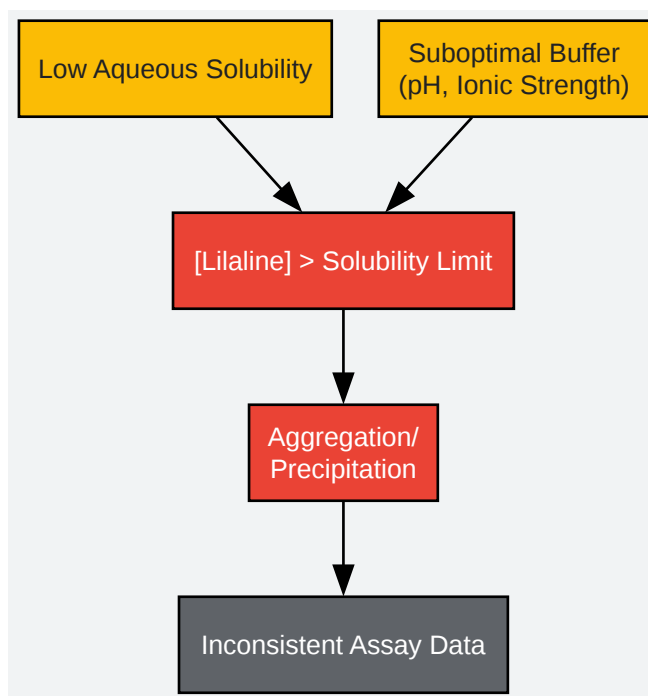 Low Aqueous Solubility
Suboptimal Buffer
(pH, Ionic Strength)
[Lilaline] > Solubility Limit
Aggregation/
Precipitation
Inconsistent Assay Data